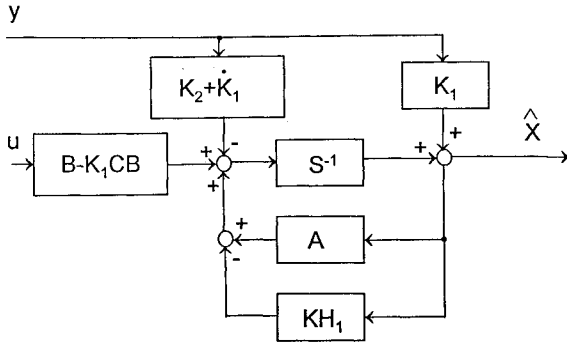 y
K₂+K̇₁
K₁
u
B-K₁CB
+
-
+
S⁻¹
+
+
X̂
+
-
A
KH₁